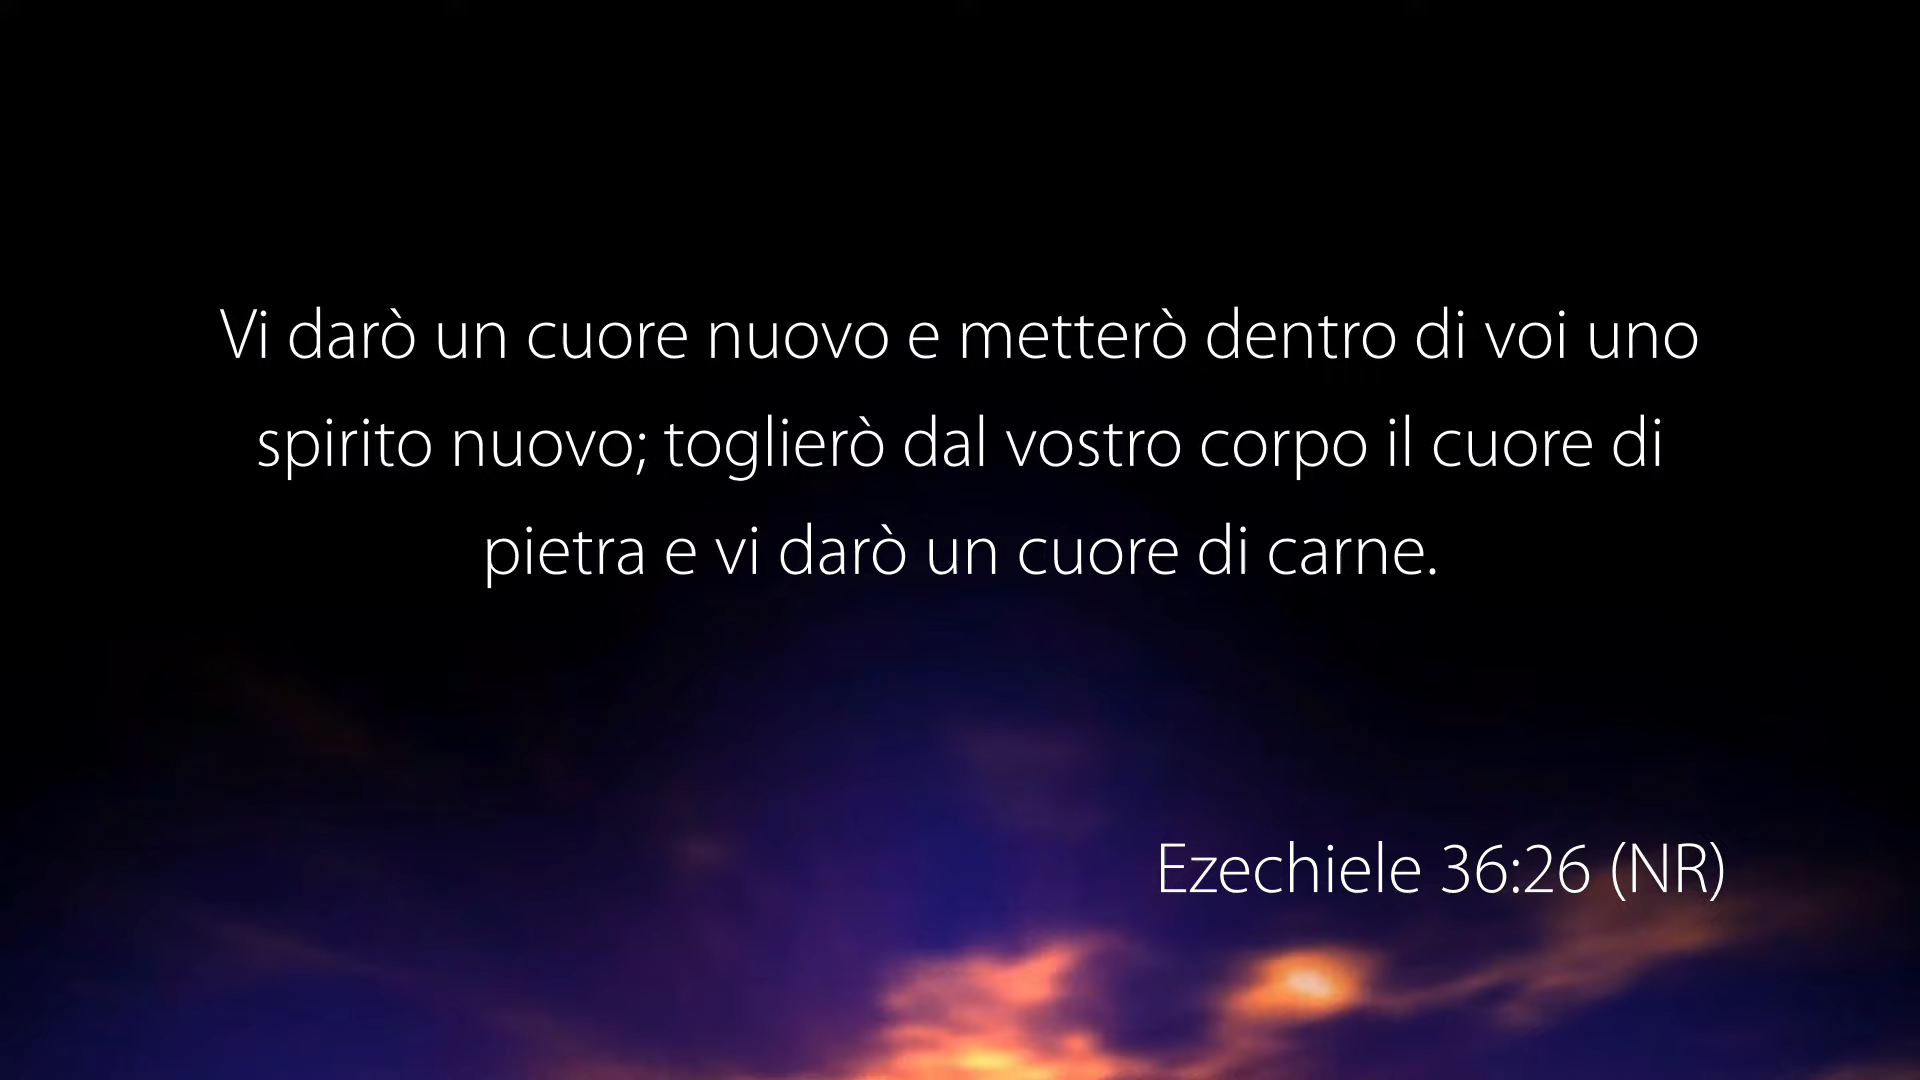 Vi darò un cuore nuovo e metterò dentro di voi uno
spirito nuovo; toglierò dal vostro corpo il cuore di
pietra e vi darò un cuore di carne.
Ezechiele 36:26 (NR)